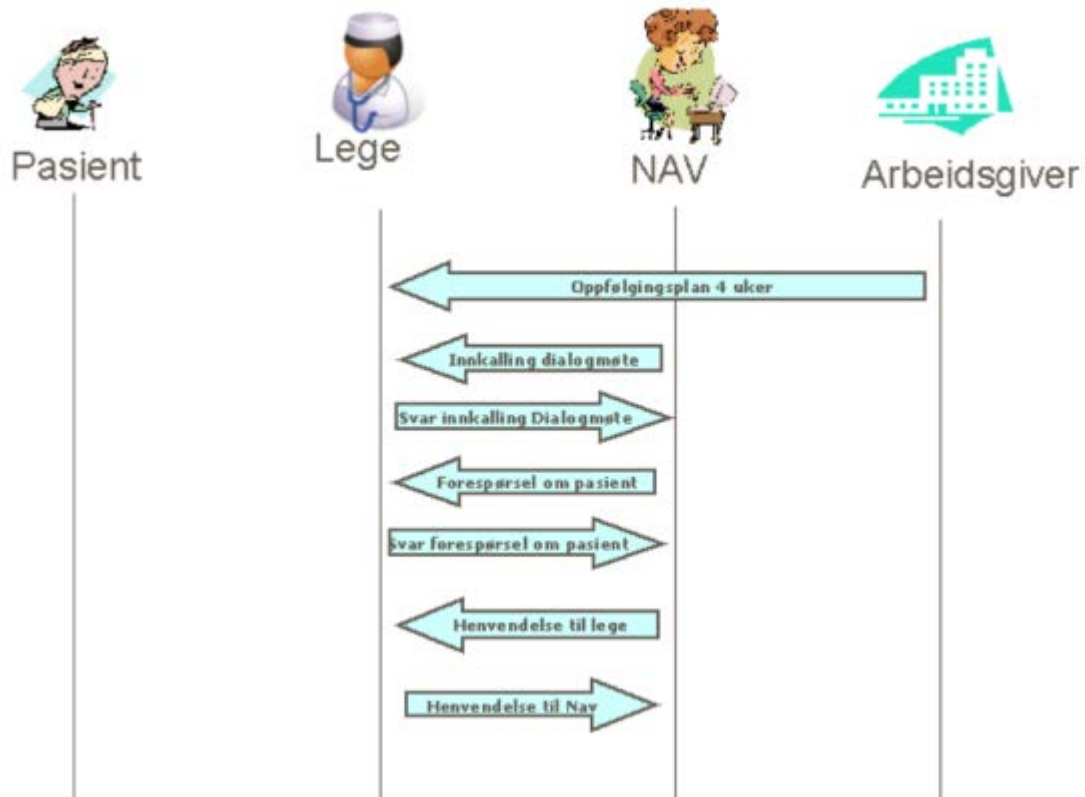 Pasient
Lege
NAV
Arbeidsgiver
Oppfølgingsplan 4 uker
Innkalling dialogmøte
Svar innkalling Dialogmøte
Forespørsel om pasient
Svar forespørsel om pasient
Henvendelse til lege
Henvendelse til Nav